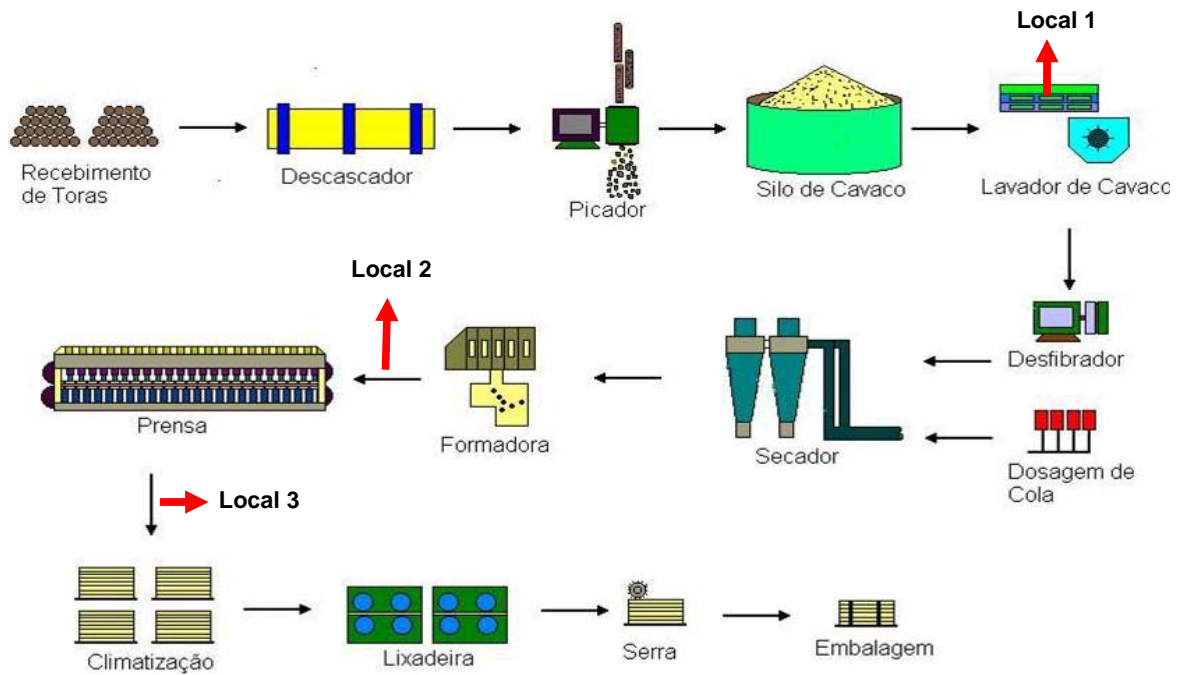 Local 1
Recebimento
de Toras
Descascador
Picador
Silo de Cavaco
Lavador de Cavaco
Local 2
Prensa
Formadora
Secador
Desfibrador
Dosagem de
Cola
Local 3
Climatização
Lixadeira
Serra
Embalagem